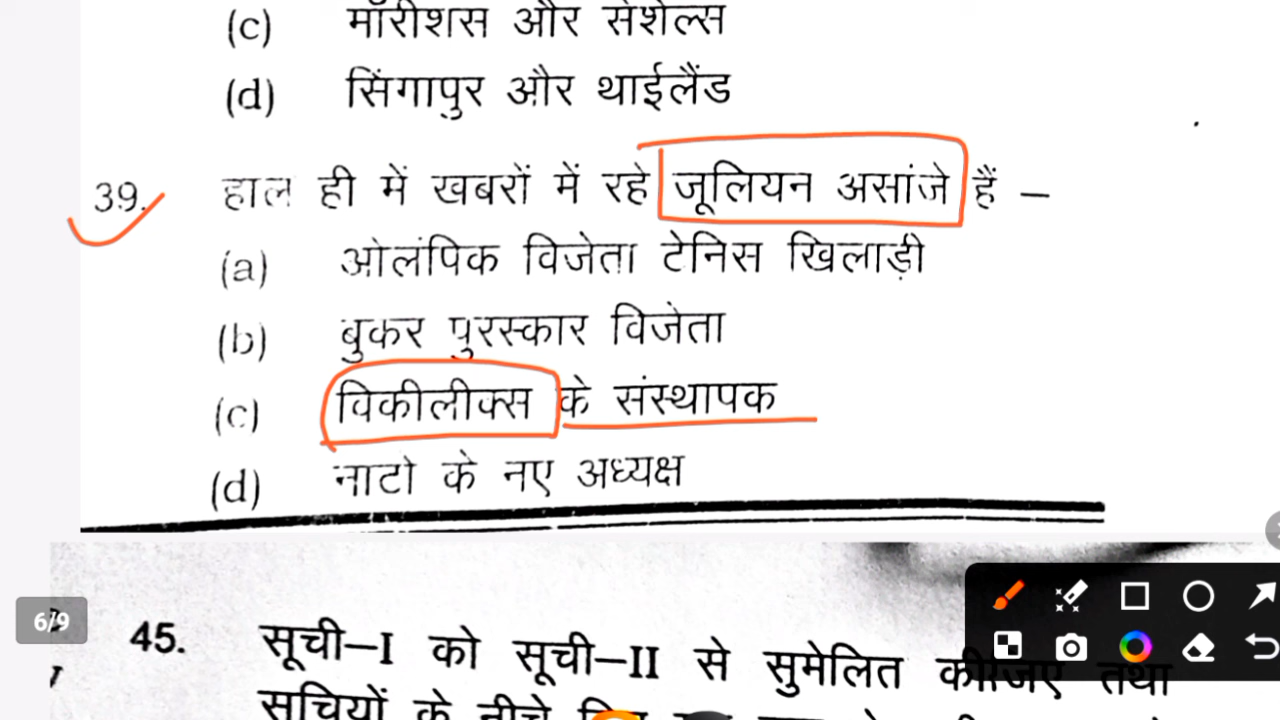 (c) मॉरीशस और सेशेल्स
(d) सिंगापुर और थाईलैंड
39. हाल ही में खबरों में रहे जूलियन असांजे हैं –
(a) ओलंपिक विजेता टेनिस खिलाड़ी
(b) बुकर पुरस्कार विजेता
(c) विकीलीक्स के संस्थापक
(d) नाटो के नए अध्यक्ष
6/9
45. सूची–I को सूची–II से सुमेलित कीजिए तथा
सूचियों के नीचे